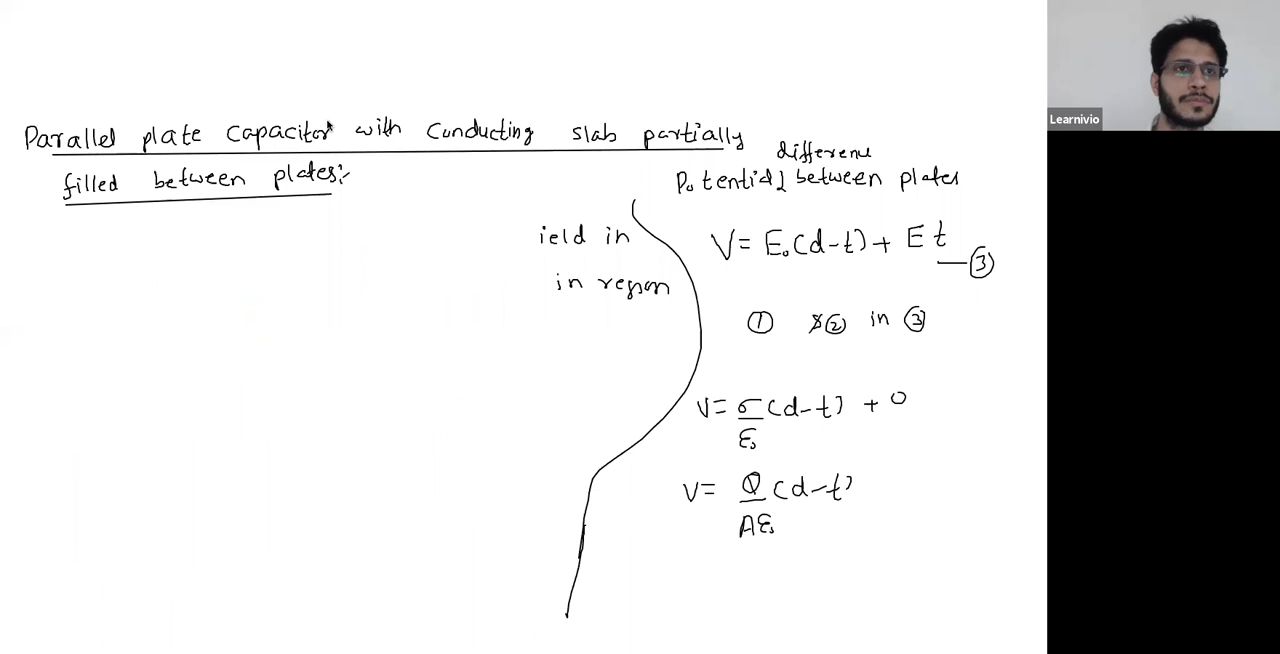 Parallel plate capacitor with Conducting slab partially
filled between plates:-
ield in
in region
difference
Potential between plates
V= E₀(d-t) + Et
—③
① &② in ③
V= σ/ε₀ (d-t) + 0
V= Q/Aε₀ (d-t)
Learnivio